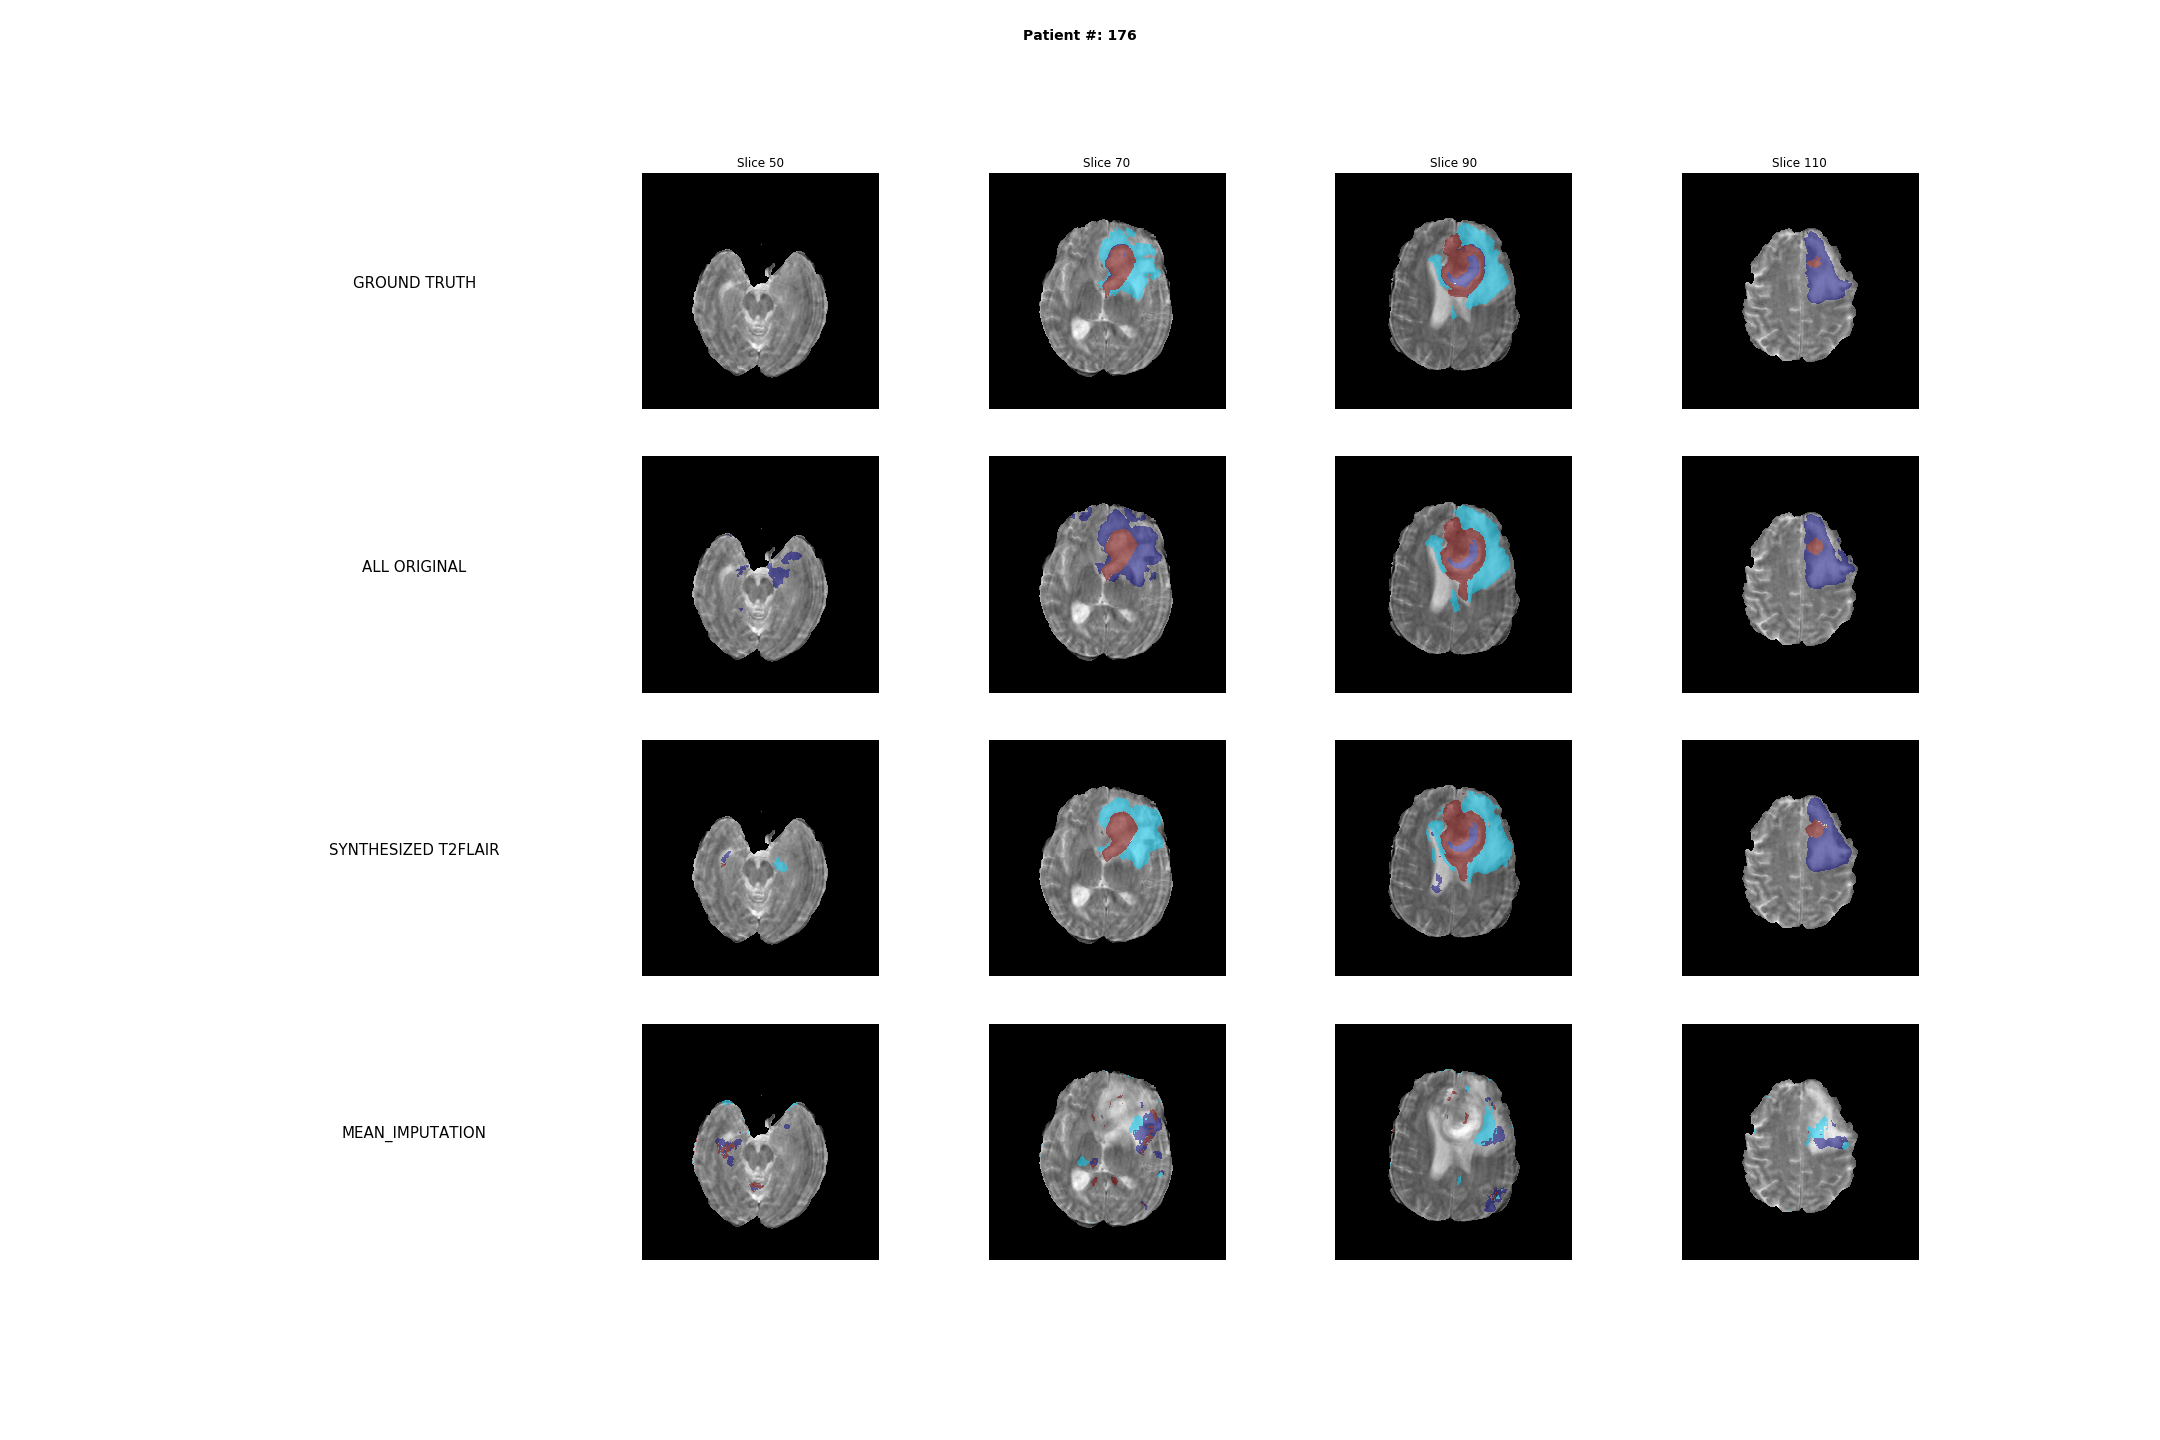 Patient #: 176
Slice 50
Slice 70
Slice 90
Slice 110
GROUND TRUTH
ALL ORIGINAL
SYNTHESIZED T2FLAIR
MEAN_IMPUTATION